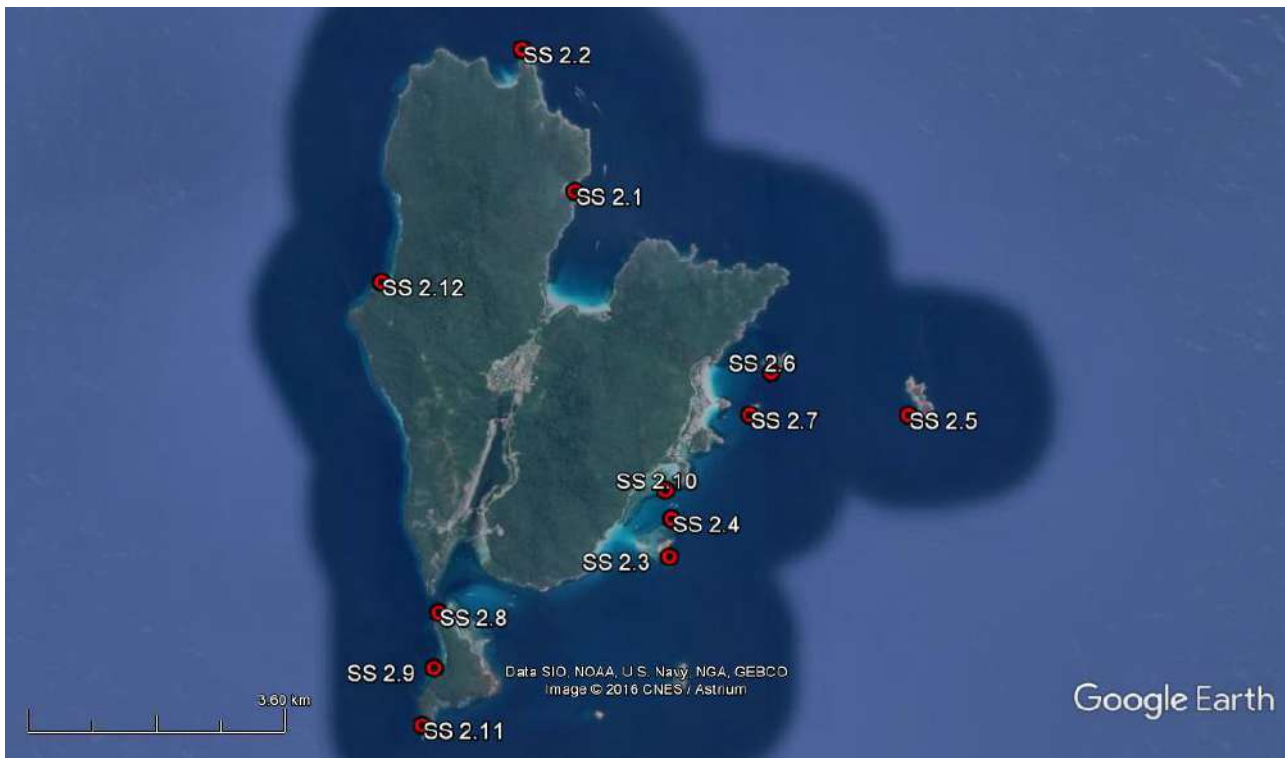 SS 2.2
SS 2.1
SS 2.12
SS 2.6
SS 2.7
SS 2.5
SS 2.10
SS 2.4
SS 2.3
SS 2.8
SS 2.9
Data SIO, NOAA, U.S. Navy, NGA, GEBCO
Image © 2016 CNES / Astrium
3.60 km
Google Earth
SS 2.11